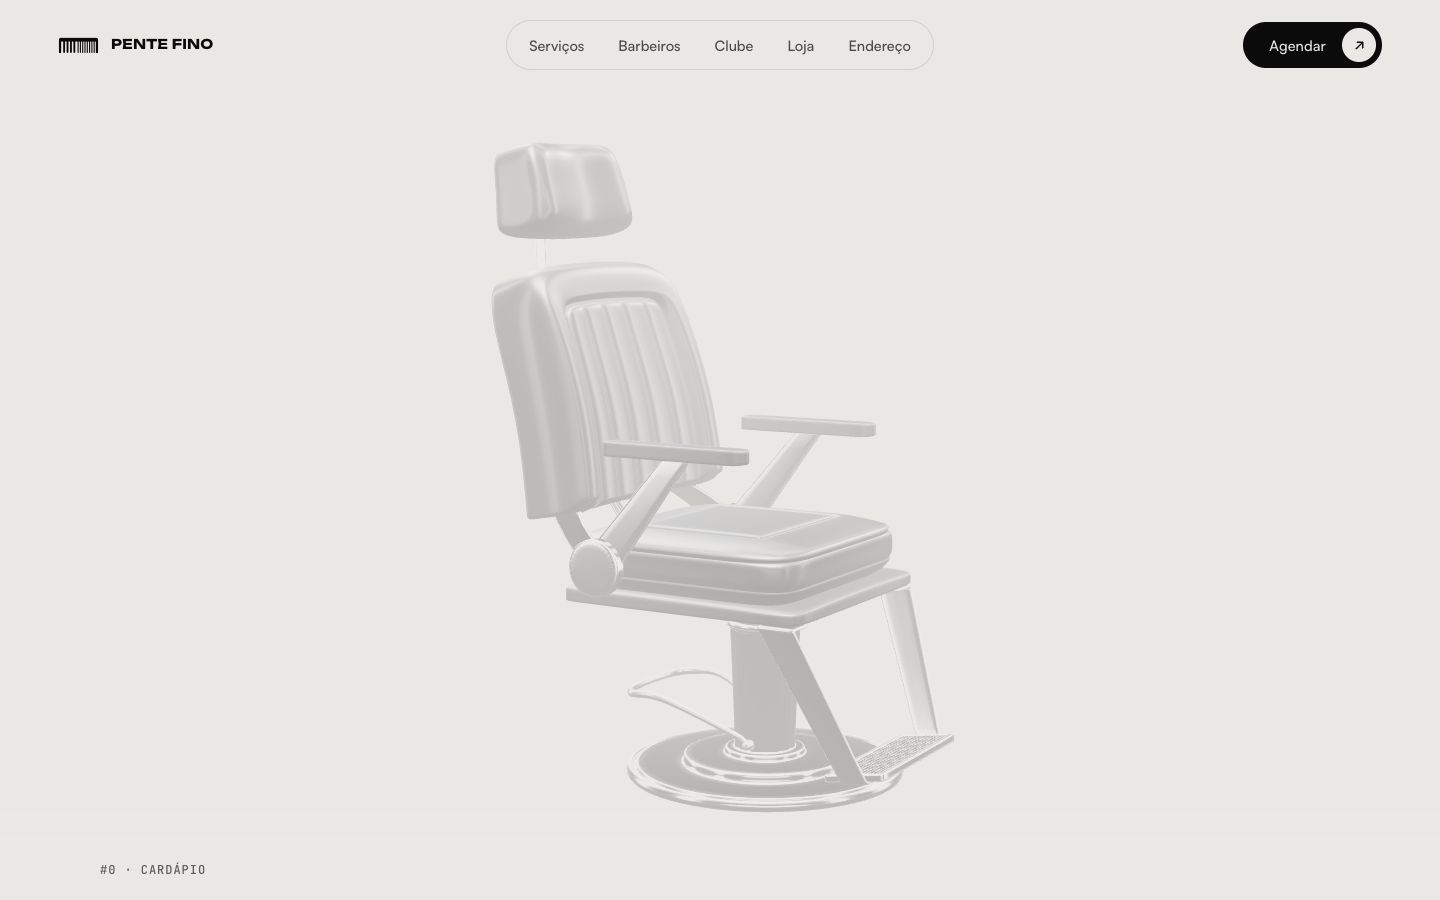 PENTE FINO
Serviços
Barbeiros
Clube
Loja
Endereço
Agendar
#0 · CARDÁPIO